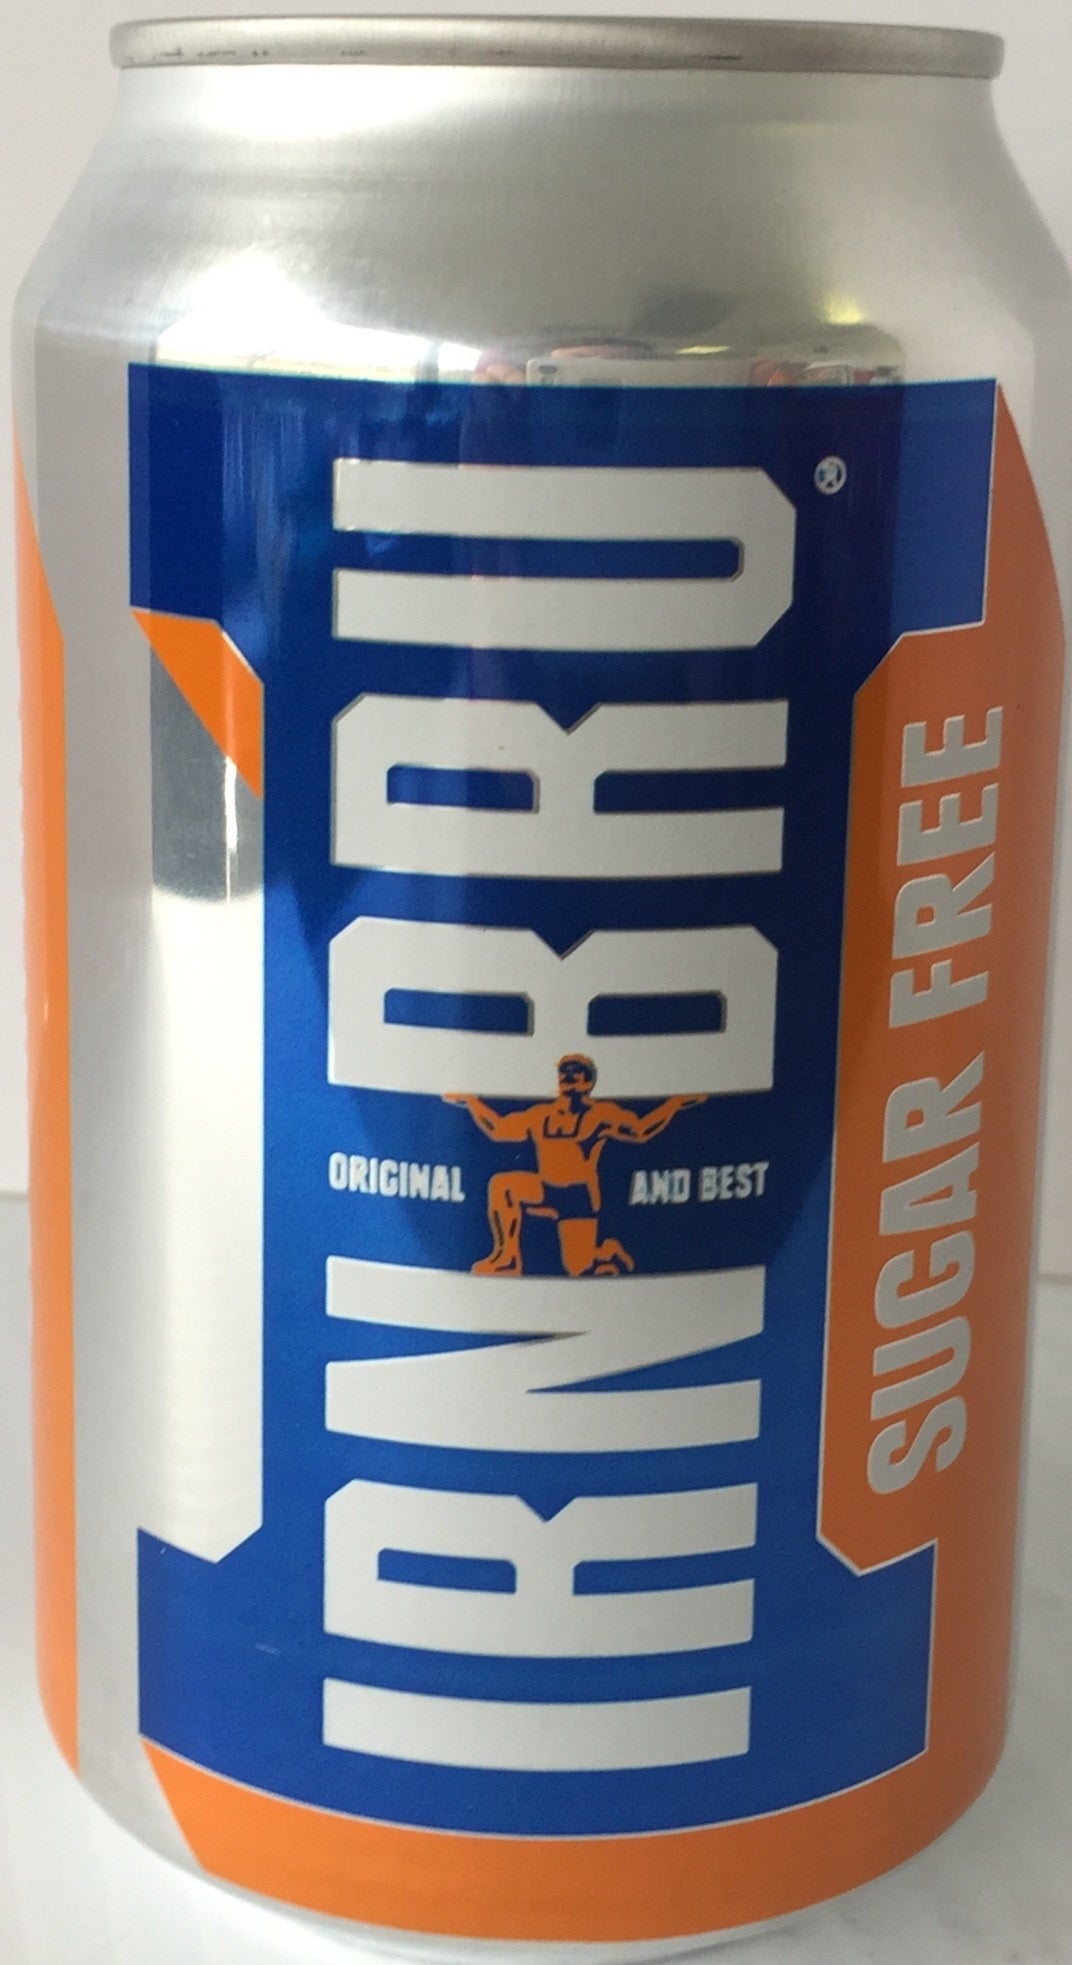 IRN BRU®
ORIGINAL AND BEST
SUGAR FREE